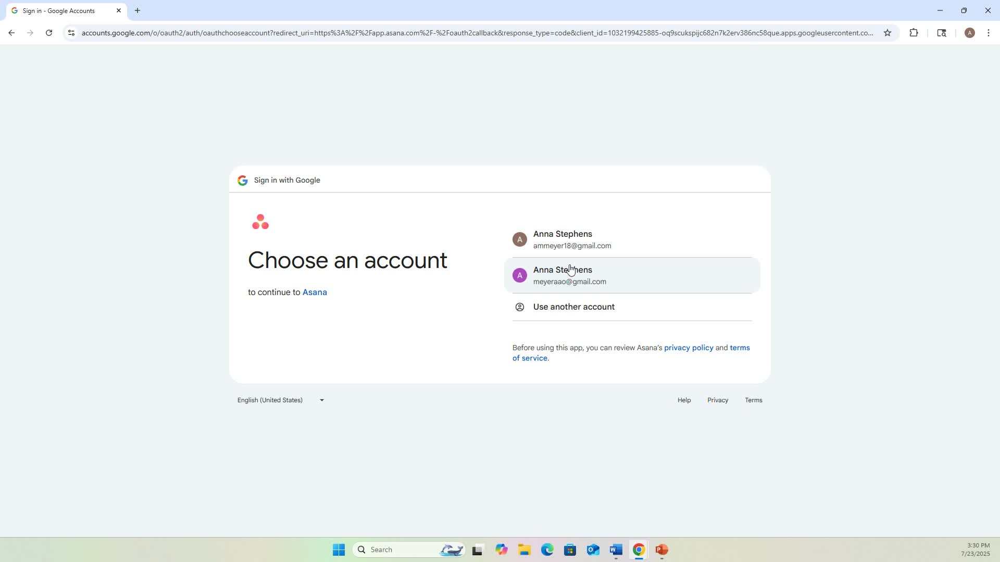 Sign in - Google Accounts
accounts.google.com/o/oauth2/auth/oauthchooseaccount?redirect_uri=https%3A%2F%2Fapp.asana.com%2F-%2Foauth2callback&response_type=code&client_id=1032199425885-oq9scukspijc682n7k2erv386nc58que.apps.googleusercontent.co...
A
Sign in with Google
Choose an account
to continue to Asana
A
Anna Stephens
ammeyer18@gmail.com
A
Anna Stephens
meyeraao@gmail.com
Use another account
Before using this app, you can review Asana's privacy policy and terms
of service.
English (United States)
Help
Privacy
Terms
Search
3:30 PM
7/23/2025